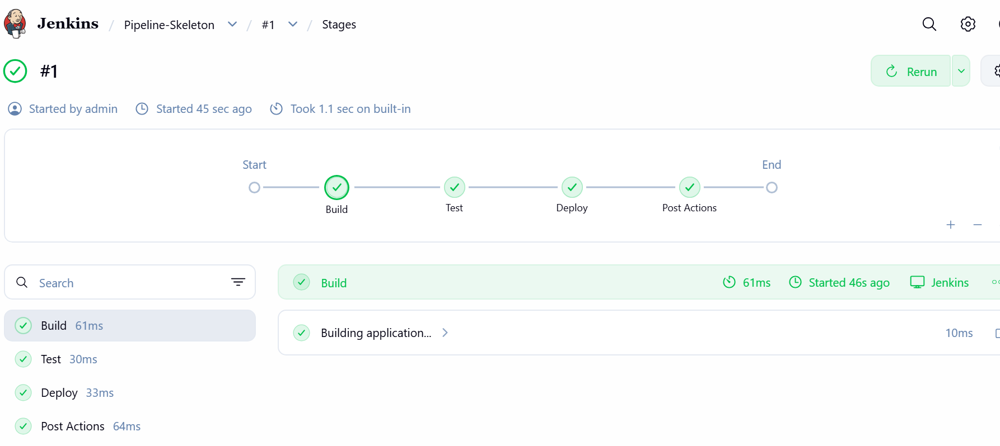 Jenkins / Pipeline-Skeleton / #1 / Stages
#1
Rerun
Started by admin Started 45 sec ago Took 1.1 sec on built-in
Start End
Build Test Deploy Post Actions
Search
Build 61ms Started 46s ago Jenkins
Build 61ms
Building application... 10ms
Test 30ms
Deploy 33ms
Post Actions 64ms